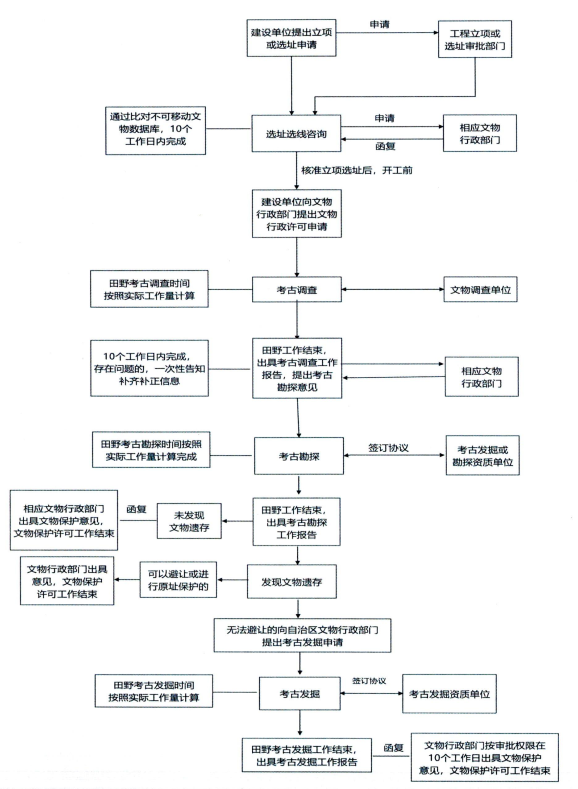 建设单位提出立项
或选址申请
申请
工程立项或
选址审批部门
通过比对不可移动文
物数据库，10个
工作日内完成
选址选线咨询
申请
函复
相应文物
行政部门
核准立项选址后，开工前
建设单位向文物
行政部门提出文物
行政许可申请
田野考古调查时间
按照实际工作量计算
考古调查
文物调查单位
10个工作日内完成，
存在问题的，一次性告知
补齐补正信息
田野工作结束，
出具考古调查工作
报告，提出考古
勘探意见
相应文物
行政部门
田野考古勘探时间按照
实际工作量计算完成
考古勘探
签订协议
考古发掘或
勘探资质单位
相应文物行政部门
出具文物保护意见，
文物保护许可工作结束
函复
未发现
文物遗存
田野工作结束，
出具考古勘探
工作报告
文物行政部门出具
意见，文物保护
许可工作结束
可以避让或进
行原址保护的
发现文物遗存
无法避让的向自治区文物行政部门
提出考古发掘申请
田野考古发掘时间
按照实际工作量计算
考古发掘
签订协议
考古发掘资质单位
田野考古发掘工作结束，
出具考古发掘工作报告
函复
文物行政部门按审批权限在
10个工作日出具文物保护
意见，文物保护许可工作结束